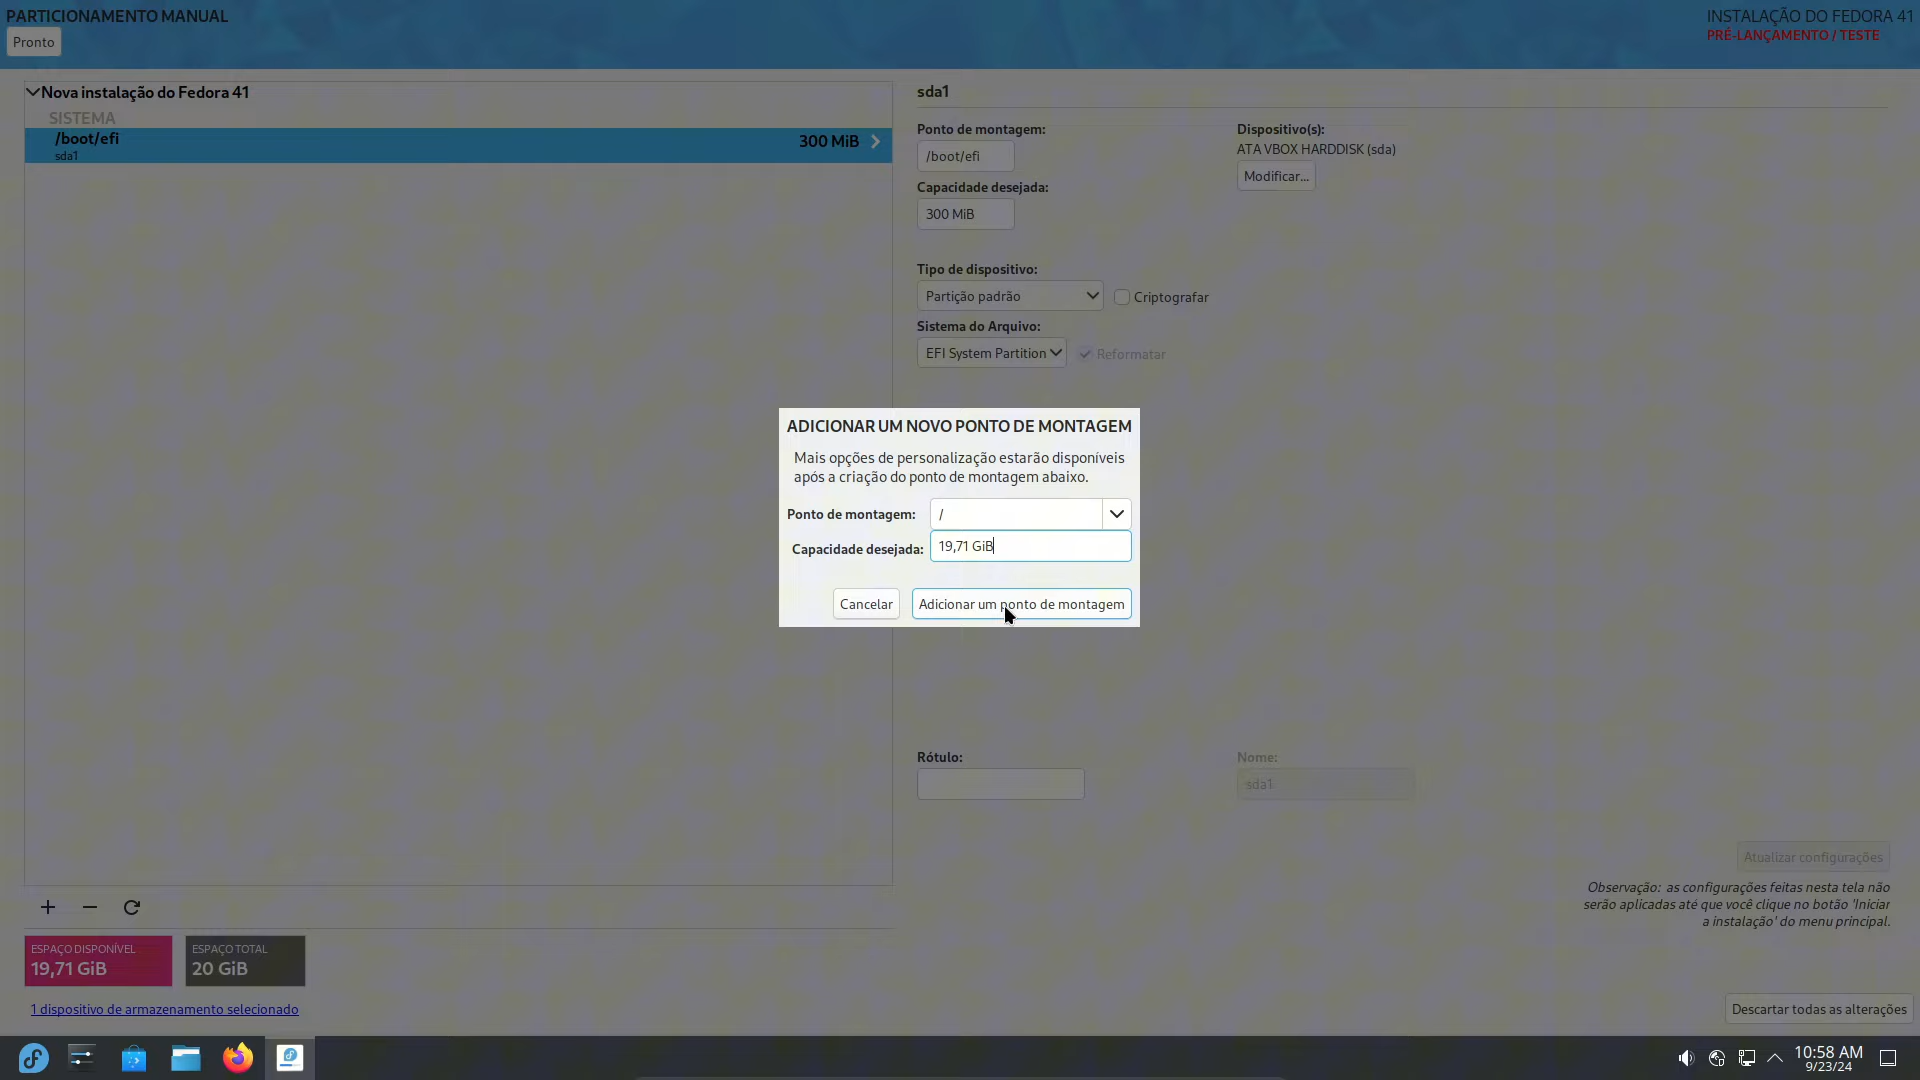 PARTICIONAMENTO MANUAL
INSTALAÇÃO DO FEDORA 41
Pronto
PRÉ-LANÇAMENTO / TESTE
Nova instalação do Fedora 41
SISTEMA
/boot/efi
300 MiB
sda1
sda1
Ponto de montagem:
/boot/efi
Dispositivo(s):
ATA VBOX HARDDISK (sda)
Modificar...
Capacidade desejada:
300 MiB
Tipo de dispositivo:
Partição padrão
Criptografar
Sistema do Arquivo:
EFI System Partition
Reformatar
ADICIONAR UM NOVO PONTO DE MONTAGEM
Mais opções de personalização estarão disponíveis
após a criação do ponto de montagem abaixo.
Ponto de montagem: /
Capacidade desejada: 19,71 GiB
Cancelar
Adicionar um ponto de montagem
Rótulo:
Nome:
sda1
Atualizar configurações
Observação: as configurações feitas nesta tela não
serão aplicadas até que você clique no botão 'Iniciar
a instalação' do menu principal.
ESPAÇO DISPONÍVEL
19,71 GiB
ESPAÇO TOTAL
20 GiB
1 dispositivo de armazenamento selecionado
Descartar todas as alterações
10:58 AM
9/23/24